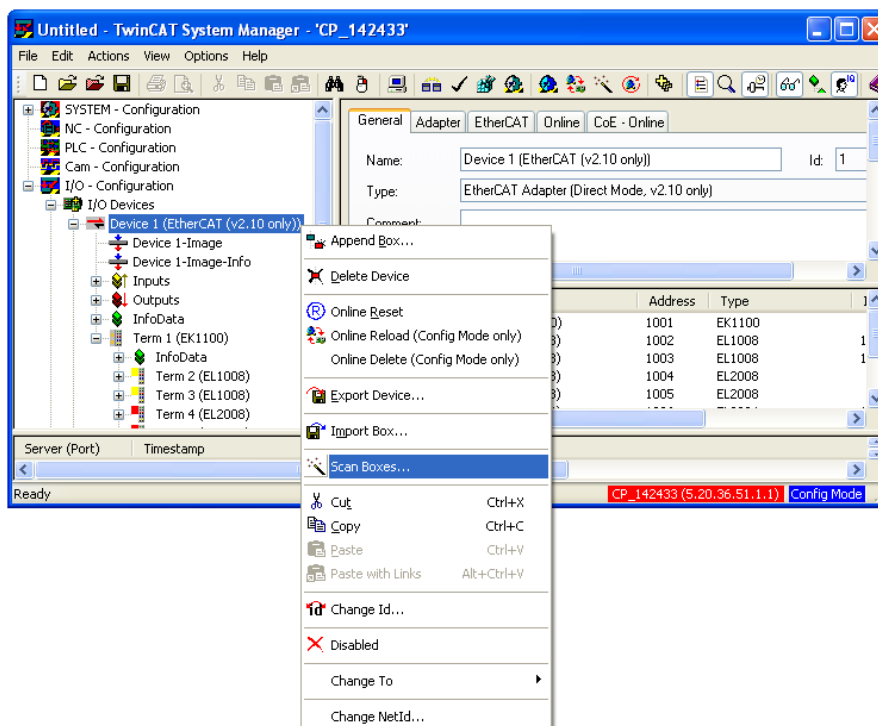 Untitled - TwinCAT System Manager - 'CP_142433'
File Edit Actions View Options Help
SYSTEM - Configuration
NC - Configuration
PLC - Configuration
Cam - Configuration
I/O - Configuration
I/O Devices
Device 1 (EtherCAT (v2.10 only))
Device 1-Image
Device 1-Image-Info
Inputs
Outputs
InfoData
Term 1 (EK1100)
InfoData
Term 2 (EL1008)
Term 3 (EL1008)
Term 4 (EL2008)
General Adapter EtherCAT Online CoE - Online
Name: Device 1 (EtherCAT (v2.10 only)) Id: 1
Type: EtherCAT Adapter (Direct Mode, v2.10 only)
Comment:
Address Type
1001 EK1100
1002 EL1008 1
1003 EL1008 1
1004 EL2008
1005 EL2008
Append Box...
Delete Device
Online Reset
Online Reload (Config Mode only)
Online Delete (Config Mode only)
Export Device...
Import Box...
Scan Boxes...
Cut Ctrl+X
Copy Ctrl+C
Paste Ctrl+V
Paste with Links Alt+Ctrl+V
Change Id...
Disabled
Change To
Change NetId...
Server (Port) Timestamp
Ready CP_142433 (5.20.36.51.1.1) Config Mode